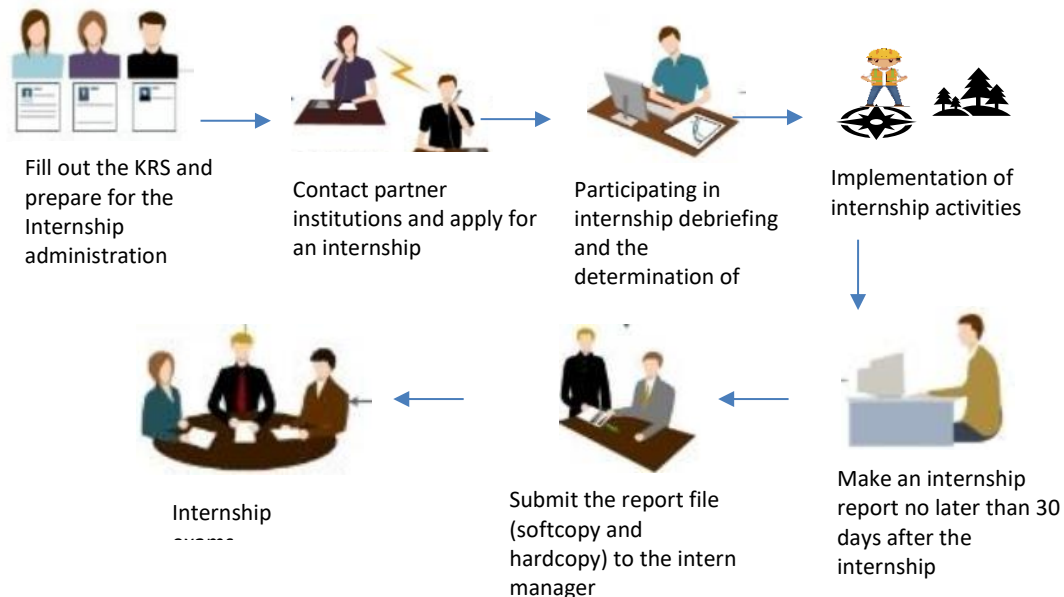 Fill out the KRS and
prepare for the
Internship
administration
Contact partner
institutions and apply for
an internship
Participating in
internship debriefing
and the
determination of
Implementation of
internship activities
Make an internship
report no later than 30
days after the
internship
Submit the report file
(softcopy and
hardcopy) to the intern
manager
Internship